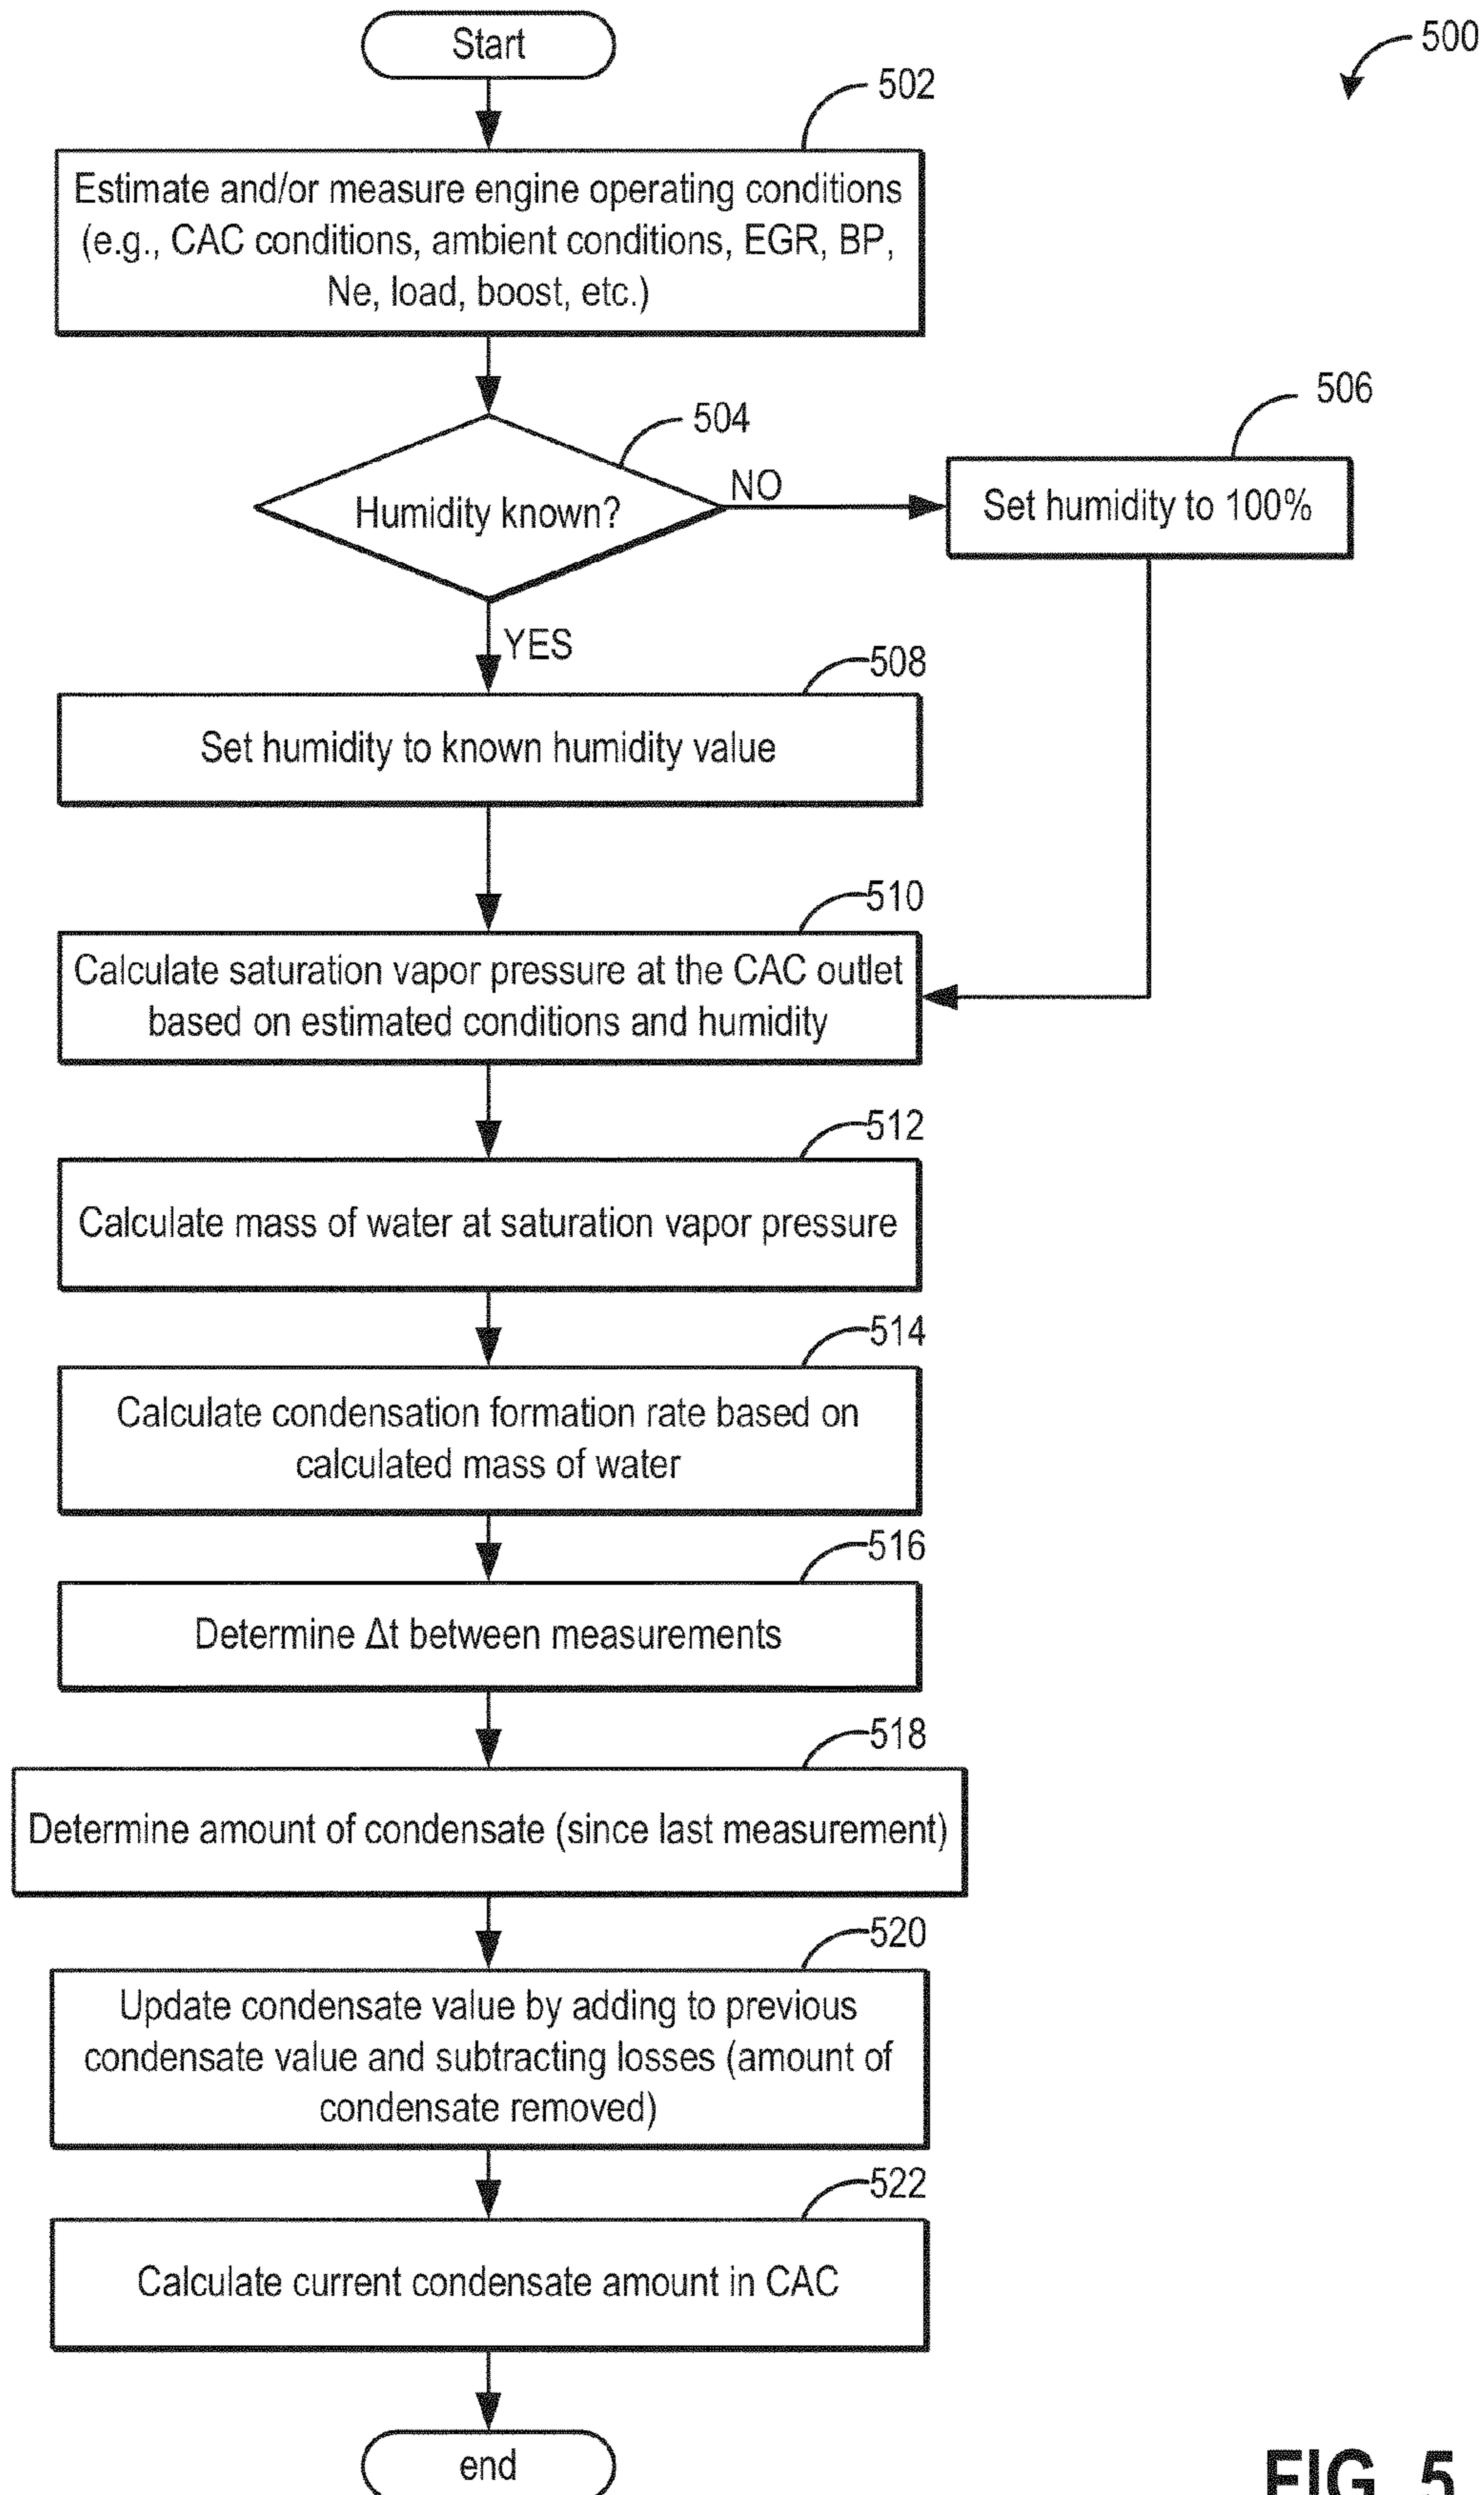 Start
500
502
Estimate and/or measure engine operating conditions
(e.g., CAC conditions, ambient conditions, EGR, BP,
Ne, load, boost, etc.)
504
506
Humidity known?
NO
Set humidity to 100%
YES
508
Set humidity to known humidity value
510
Calculate saturation vapor pressure at the CAC outlet
based on estimated conditions and humidity
512
Calculate mass of water at saturation vapor pressure
514
Calculate condensation formation rate based on
calculated mass of water
516
Determine Δt between measurements
518
Determine amount of condensate (since last measurement)
520
Update condensate value by adding to previous
condensate value and subtracting losses (amount of
condensate removed)
522
Calculate current condensate amount in CAC
end
FIG. 5